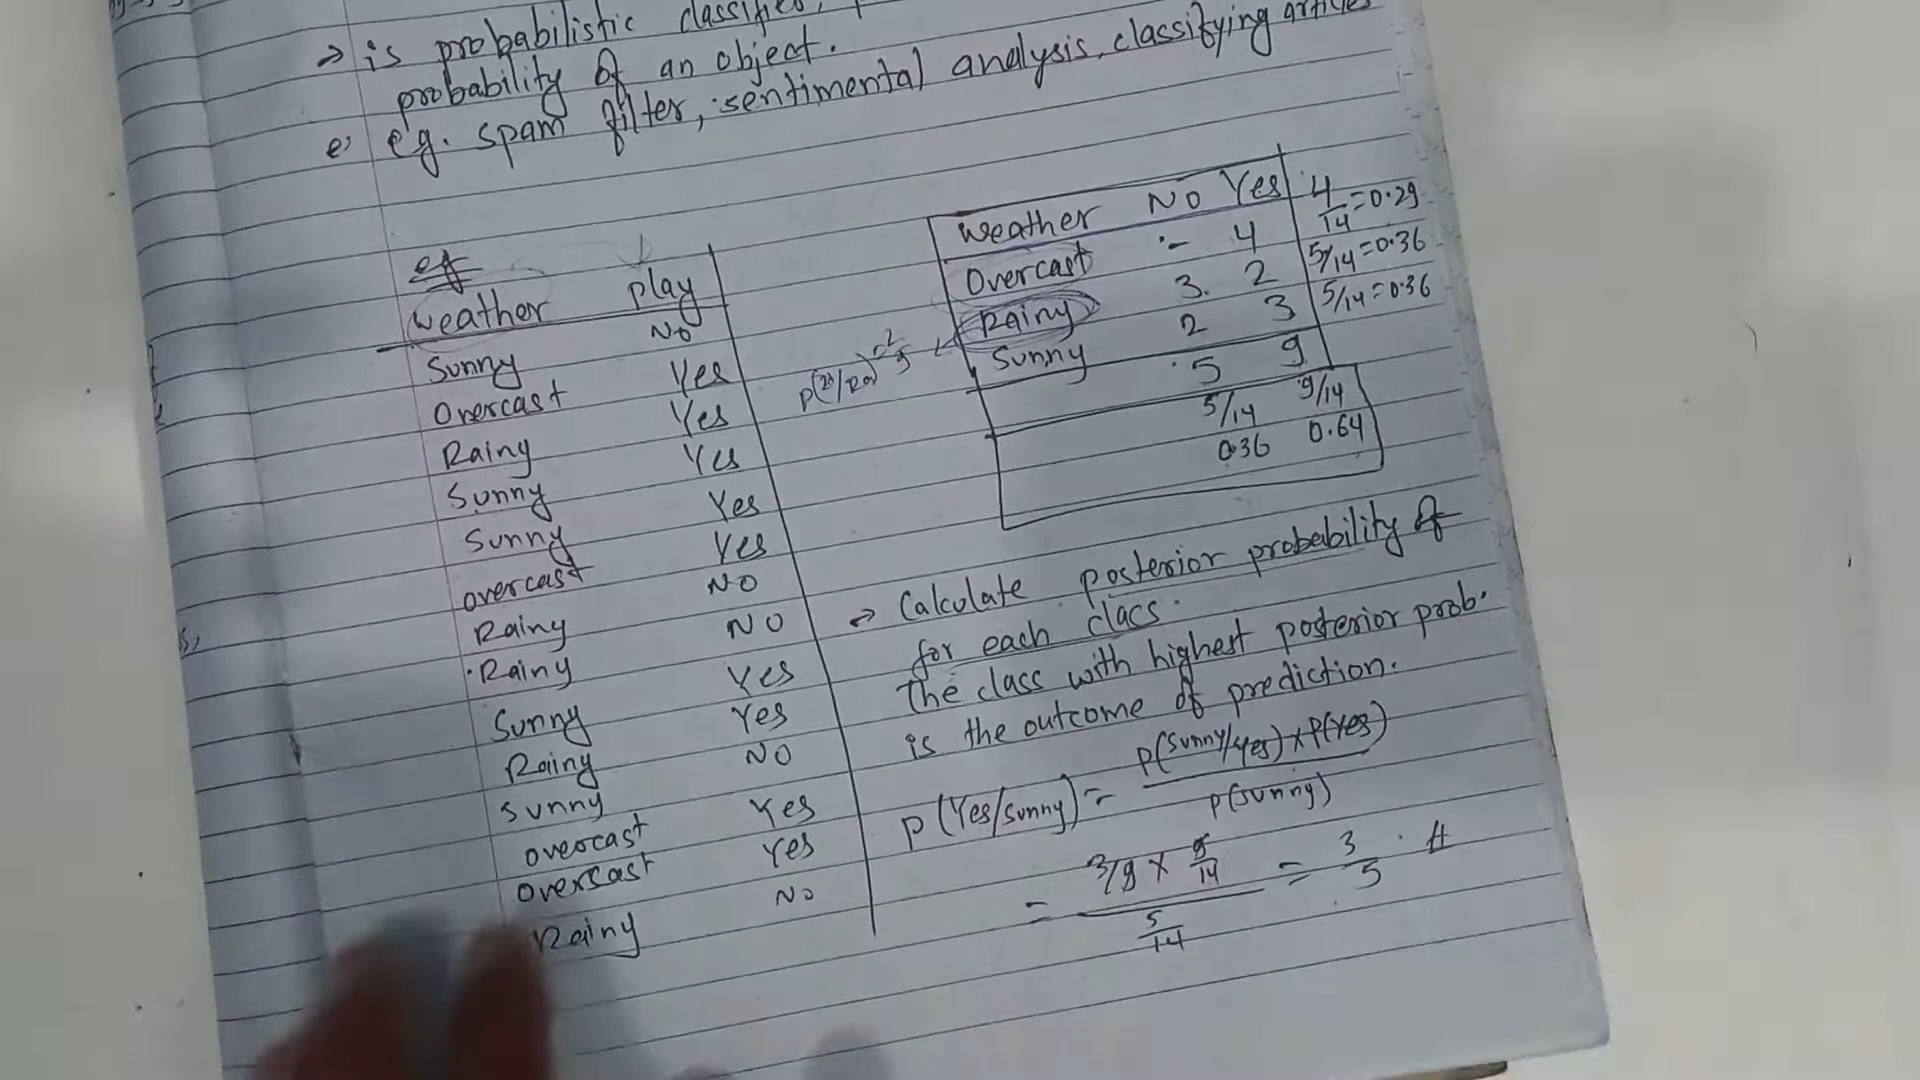 → is probabilistic classifier,
probability of an object.
e) eg. spam filter, sentimental analysis, classifying articles
eg
weather play
Sunny No
Overcast Yes
Rainy Yes
Sunny Yes
Sunny Yes
overcast Yes
Rainy NO
Rainy NO
Sunny Yes
Rainy Yes
sunny NO
overcast Yes
overcast Yes
Rainy No
weather NO Yes
Overcast - 4 4/14=0.29
Rainy 3 2 5/14=0.36
Sunny 2 3 5/14=0.36
5 9
5/14 9/14
0.36 0.64
→ Calculate posterior probability of
for each class.
The class with highest posterior prob.
is the outcome of prediction.
P(Yes/Sunny) = P(Sunny/Yes)×P(Yes) / P(Sunny)
= 3/9 × 9/14 / 5/14 = 3/5 . #